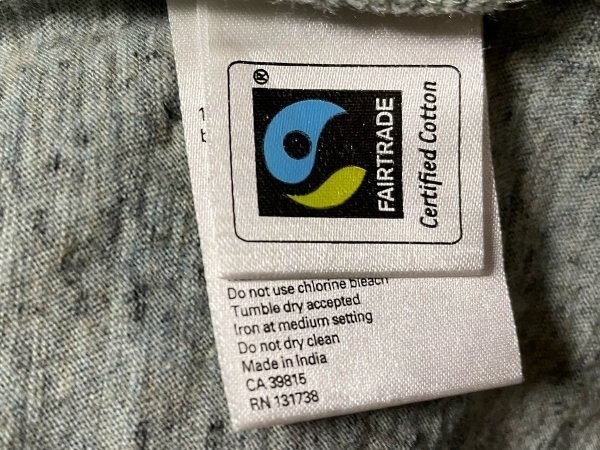 ®
FAIRTRADE
Certified Cotton
Do not use chlorine bleach
Tumble dry accepted
Iron at medium setting
Do not dry clean
Made in India
CA 39815
RN 131738